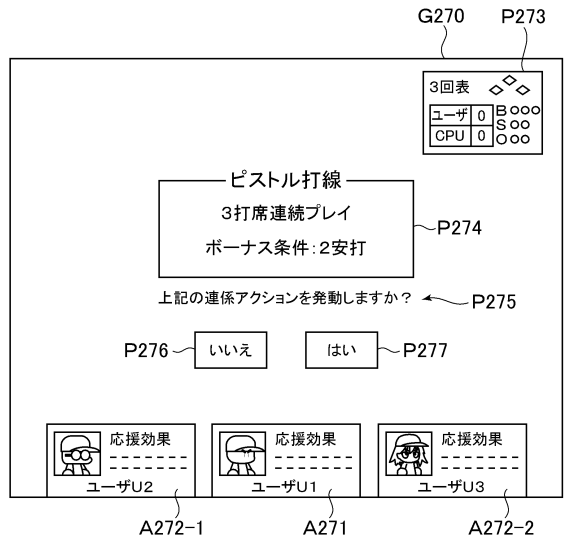 G270
P273
3回表
ユーザ 0
CPU 0
B○○○
S○○
O○○
ピストル打線
3打席連続プレイ
ボーナス条件:2安打
P274
上記の連係アクションを発動しますか?
P275
P276
いいえ
はい
P277
応援効果
ユーザU2
応援効果
ユーザU1
応援効果
ユーザU3
A272-1
A271
A272-2